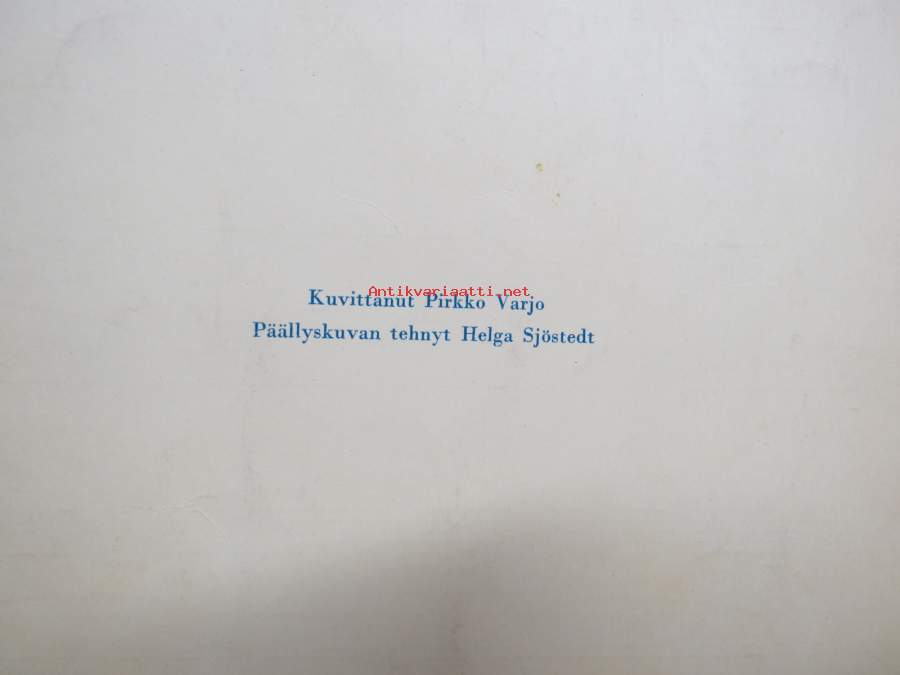 Antikvariaatti.net
Kuvittanut Pirkko Varjo
Päällyskuvan tehnyt Helga Sjöstedt